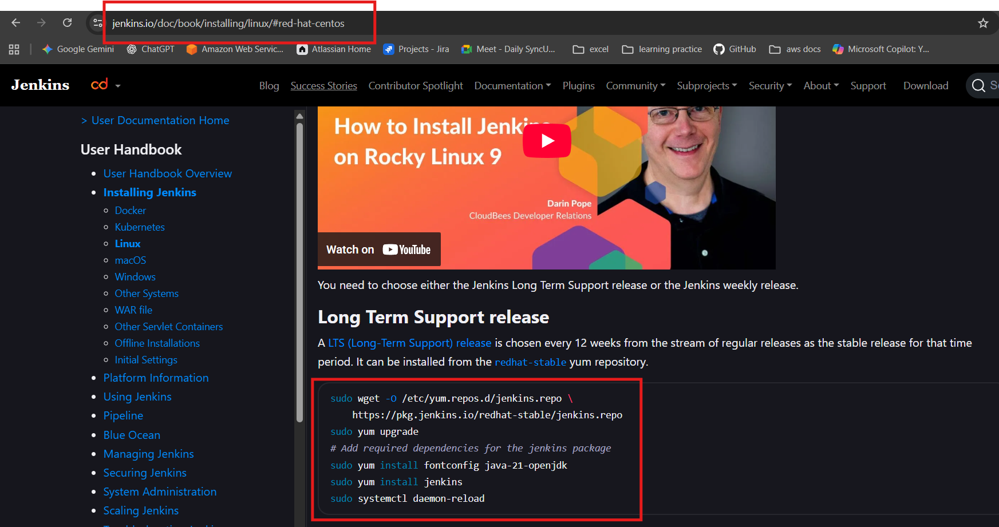 jenkins.io/doc/book/installing/linux/#red-hat-centos
Google Gemini
ChatGPT
Amazon Web Servic...
Atlassian Home
Projects - Jira
Meet - Daily SyncU...
excel
learning practice
GitHub
aws docs
Microsoft Copilot: Y...
Jenkins
cd
Blog
Success Stories
Contributor Spotlight
Documentation
Plugins
Community
Subprojects
Security
About
Support
Download
> User Documentation Home
User Handbook
User Handbook Overview
Installing Jenkins
Docker
Kubernetes
Linux
macOS
Windows
Other Systems
WAR file
Other Servlet Containers
Offline Installations
Initial Settings
Platform Information
Using Jenkins
Pipeline
Blue Ocean
Managing Jenkins
Securing Jenkins
System Administration
Scaling Jenkins
How to Install Jenkins
on Rocky Linux 9
Darin Pope
CloudBees Developer Relations
Watch on YouTube
You need to choose either the Jenkins Long Term Support release or the Jenkins weekly release.
Long Term Support release
A LTS (Long-Term Support) release is chosen every 12 weeks from the stream of regular releases as the stable release for that time
period. It can be installed from the redhat-stable yum repository.
sudo wget -O /etc/yum.repos.d/jenkins.repo \
https://pkg.jenkins.io/redhat-stable/jenkins.repo
sudo yum upgrade
# Add required dependencies for the jenkins package
sudo yum install fontconfig java-21-openjdk
sudo yum install jenkins
sudo systemctl daemon-reload